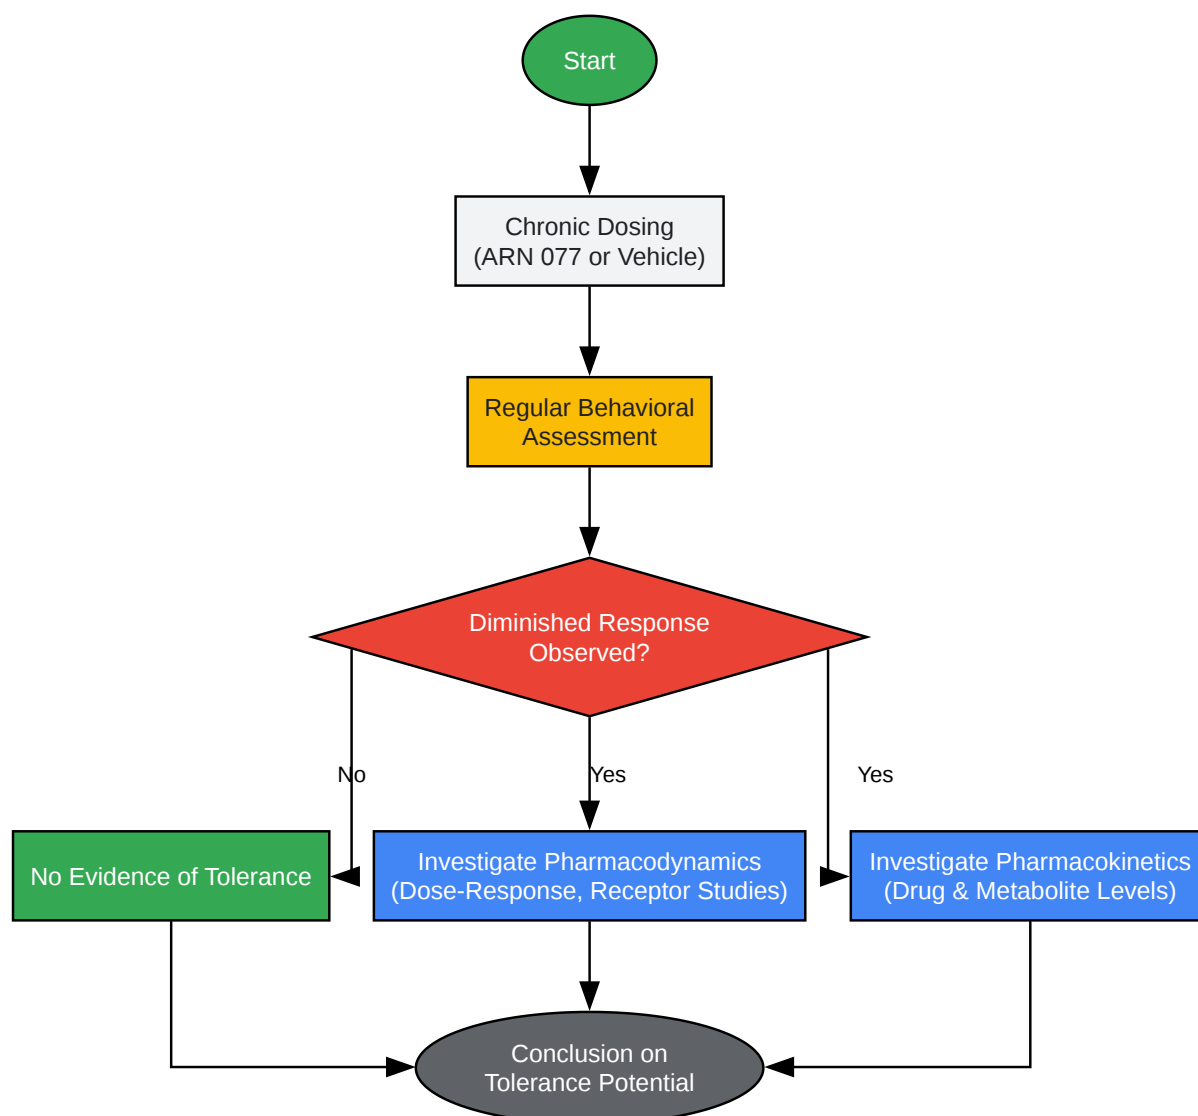 Start
Chronic Dosing
(ARN 077 or Vehicle)
Regular Behavioral
Assessment
Diminished Response
Observed?
No
Yes
Yes
No Evidence of Tolerance
Investigate Pharmacodynamics
(Dose-Response, Receptor Studies)
Investigate Pharmacokinetics
(Drug & Metabolite Levels)
Conclusion on
Tolerance Potential